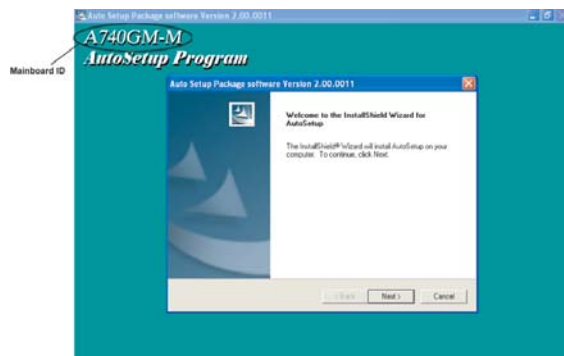 Auto Setup Package software Version 2.00.0011
A740GM-M
Mainboard ID
AutoSetup Program
Auto Setup Package software Version 2.00.0011
Welcome to the InstallShield Wizard for
AutoSetup
The InstallShield® Wizard will install AutoSetup on your
computer. To continue, click Next.
< Back
Next >
Cancel